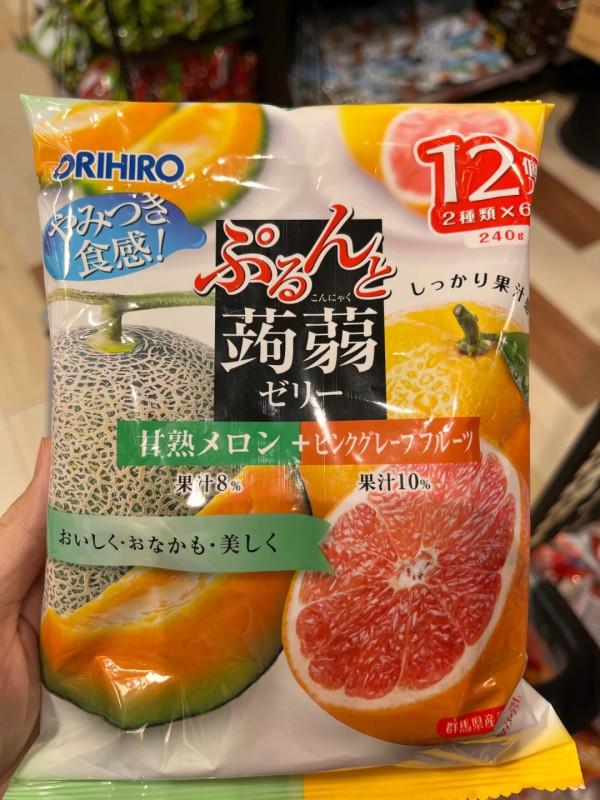 ORIHIRO
やみつき
食感!
12個
2種類×6
240g
ぷるんと
こんにゃく
蒟蒻
ゼリー
しっかり果汁
甘熟メロン+ピンクグレープフルーツ
果汁8%
果汁10%
おいしく・おなかも・美しく
群馬県産